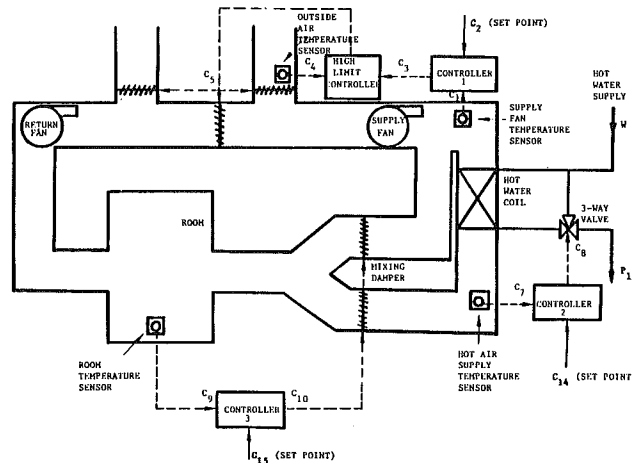 OUTSIDE
AIR
TEMPERATURE
SENSOR
C4
HIGH
LIMIT
CONTROLLER
C3
C2 (SET POINT)
CONTROLLER
1
C1
HOT
WATER
SUPPLY
W
C5
RETURN
FAN
SUPPLY
FAN
SUPPLY
FAN
TEMPERATURE
SENSOR
HOT
WATER
COIL
3-WAY
VALVE
C8
P1
ROOM
MIXING
DAMPER
C7
CONTROLLER
2
HOT AIR
SUPPLY
TEMPERATURE
SENSOR
C14 (SET POINT
ROOM
TEMPERATURE
SENSOR
C9
CONTROLLER
3
C10
C15 (SET POINT)